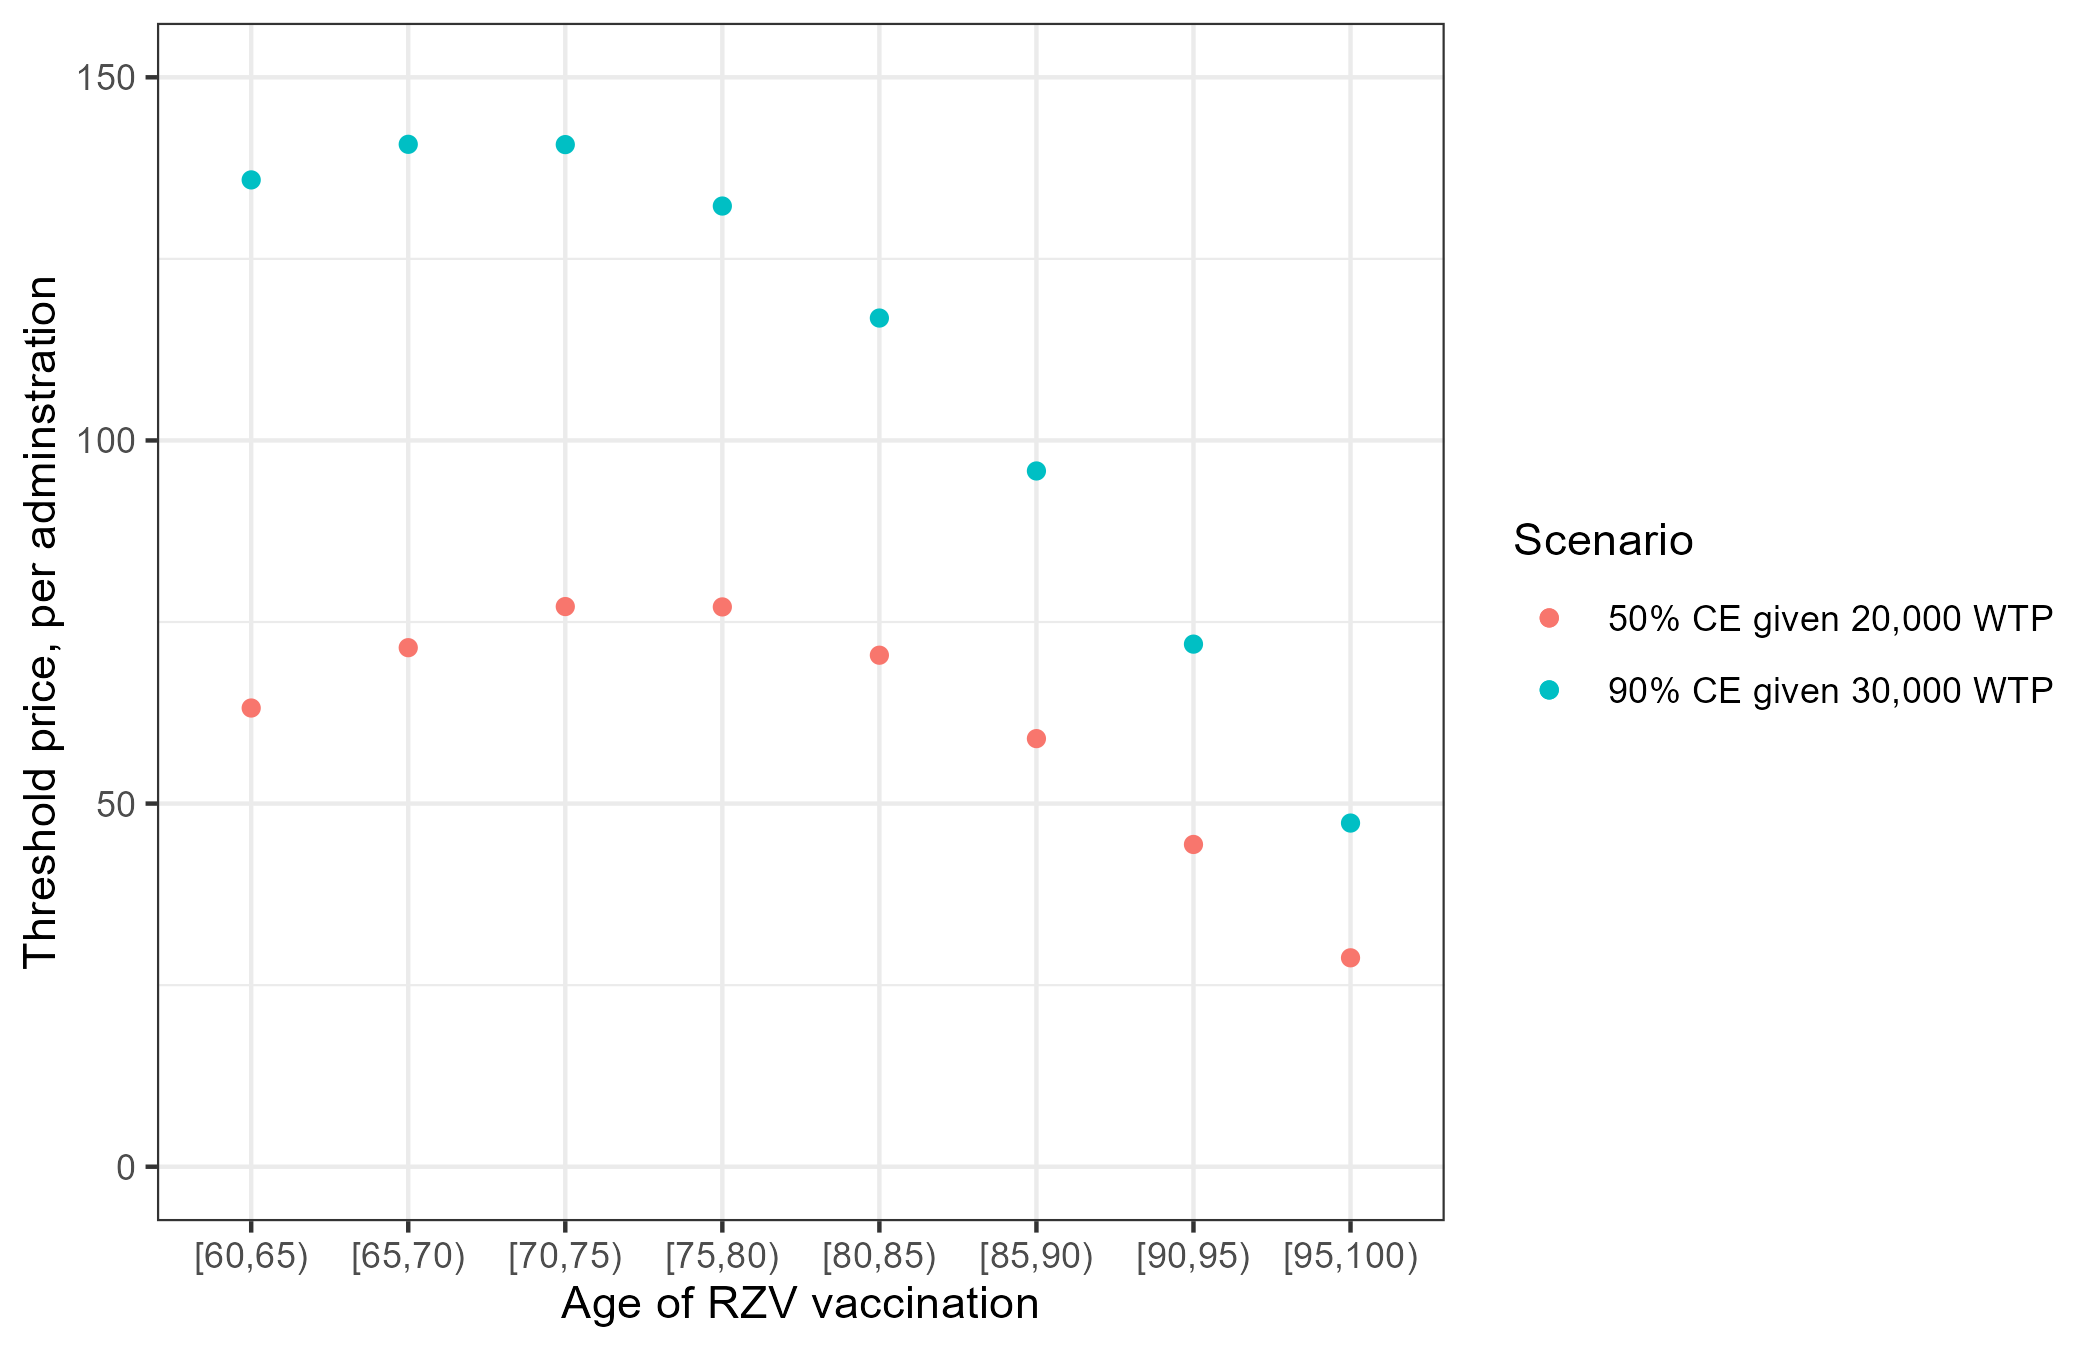 150
100
50
0
Threshold price, per adminstration
[60,65) [65,70) [70,75) [75,80) [80,85) [85,90) [90,95) [95,100)
Age of RZV vaccination
Scenario
50% CE given 20,000 WTP
90% CE given 30,000 WTP